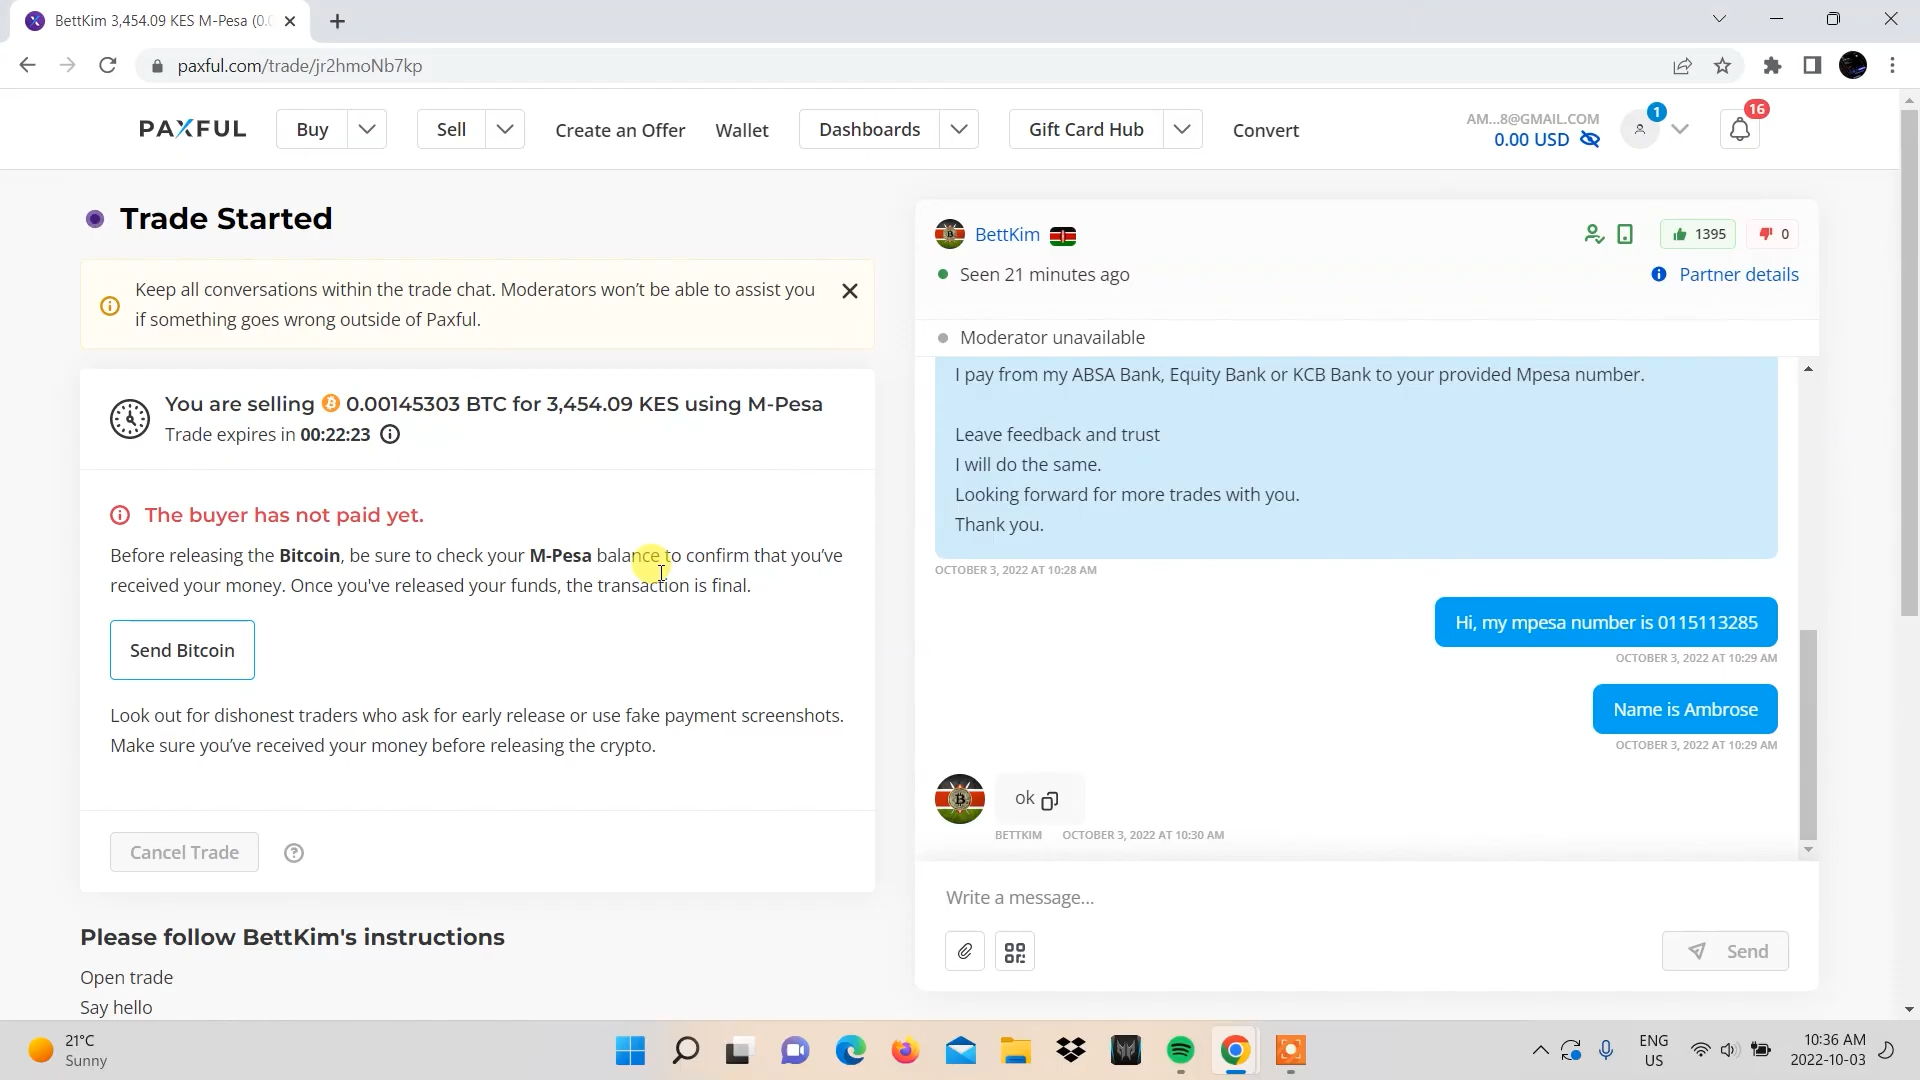 BettKim 3,454.09 KES M-Pesa (0.0
paxful.com/trade/jr2hmoNb7kp
PAXFUL
Buy
Sell
Create an Offer
Wallet
Dashboards
Gift Card Hub
Convert
AM...8@GMAIL.COM
0.00 USD
1
16
Trade Started
Keep all conversations within the trade chat. Moderators won’t be able to assist you
if something goes wrong outside of Paxful.
You are selling 0.00145303 BTC for 3,454.09 KES using M-Pesa
Trade expires in 00:22:23
The buyer has not paid yet.
Before releasing the Bitcoin, be sure to check your M-Pesa balance to confirm that you’ve
received your money. Once you've released your funds, the transaction is final.
Send Bitcoin
Look out for dishonest traders who ask for early release or use fake payment screenshots.
Make sure you’ve received your money before releasing the crypto.
Cancel Trade
Please follow BettKim's instructions
Open trade
Say hello
BettKim
1395
0
Seen 21 minutes ago
Partner details
Moderator unavailable
I pay from my ABSA Bank, Equity Bank or KCB Bank to your provided Mpesa number.
Leave feedback and trust
I will do the same.
Looking forward for more trades with you.
Thank you.
OCTOBER 3, 2022 AT 10:28 AM
Hi, my mpesa number is 0115113285
OCTOBER 3, 2022 AT 10:29 AM
Name is Ambrose
OCTOBER 3, 2022 AT 10:29 AM
ok
BETTKIM OCTOBER 3, 2022 AT 10:30 AM
Write a message...
Send
21°C
Sunny
ENG
US
10:36 AM
2022-10-03